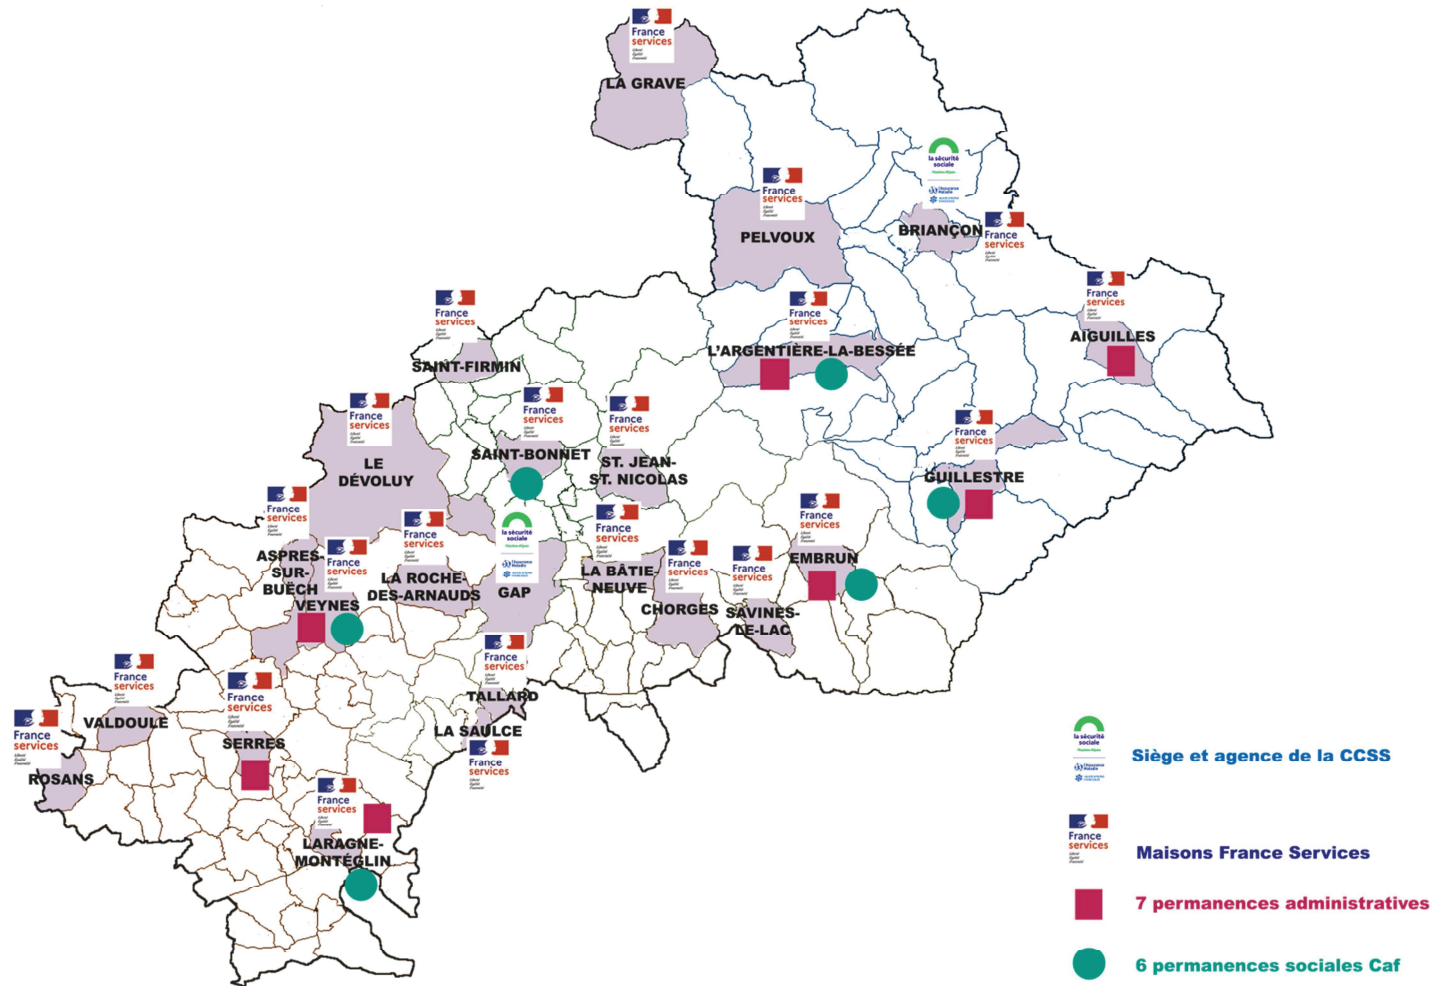 France
services
LA GRAVE
la sécurité
sociale
France
services
PELVOUX
BRIANÇON
France
services
France
services
AIGUILLES
France
services
L'ARGENTIÈRE-LA-BESSÉE
France
services
SAINT-FIRMIN
France
services
LE
DÉVOLUY
France
services
SAINT-BONNET
France
services
ST. JEAN-
ST. NICOLAS
France
services
GUILLESTRE
France
services
ASPRES-
SUR-
BUËCH
France
services
VEYNES
France
services
LA ROCHE-
DES-ARNAUDS
la sécurité
sociale
GAP
France
services
LA BÂTIE-
NEUVE
France
services
CHORGES
France
services
SAVINES-
LE-LAC
France
services
EMBRUN
France
services
TALLARD
LA SAULCE
France
services
France
services
VALDOULE
France
services
ROSANS
France
services
SERRES
France
services
LARAGNE-
MONTÉGLIN
la sécurité
sociale
Siège et agence de la CCSS
France
services
Maisons France Services
7 permanences administratives
6 permanences sociales Caf